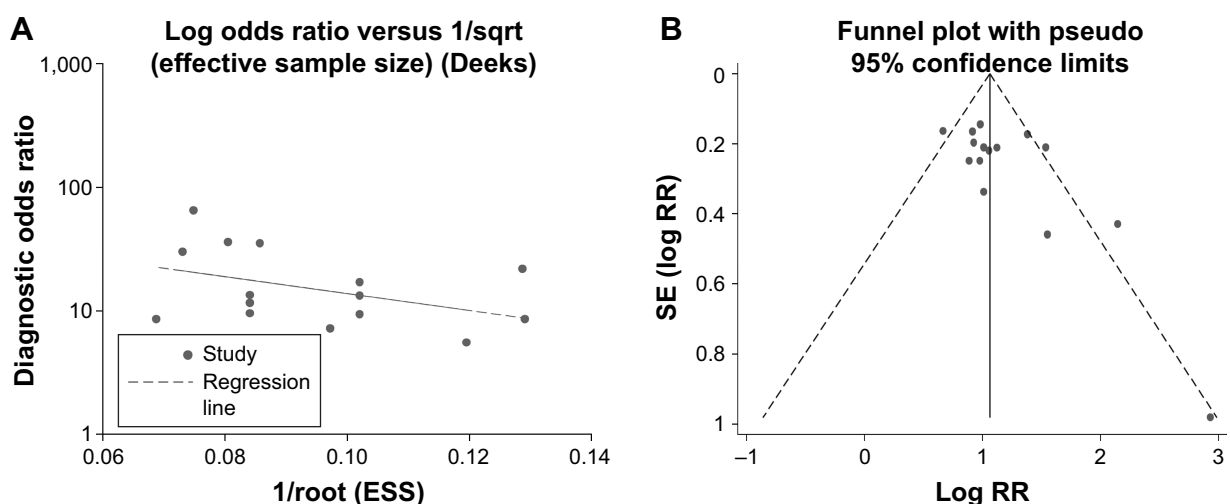 A
Log odds ratio versus 1/sqrt
(effective sample size) (Deeks)
Diagnostic odds ratio
1,000
100
10
1
Study
Regression
line
0.06
0.08
0.10
0.12
0.14
1/root (ESS)
B
Funnel plot with pseudo
95% confidence limits
SE (log RR)
0
0.2
0.4
0.6
0.8
1
–1
0
1
2
3
Log RR